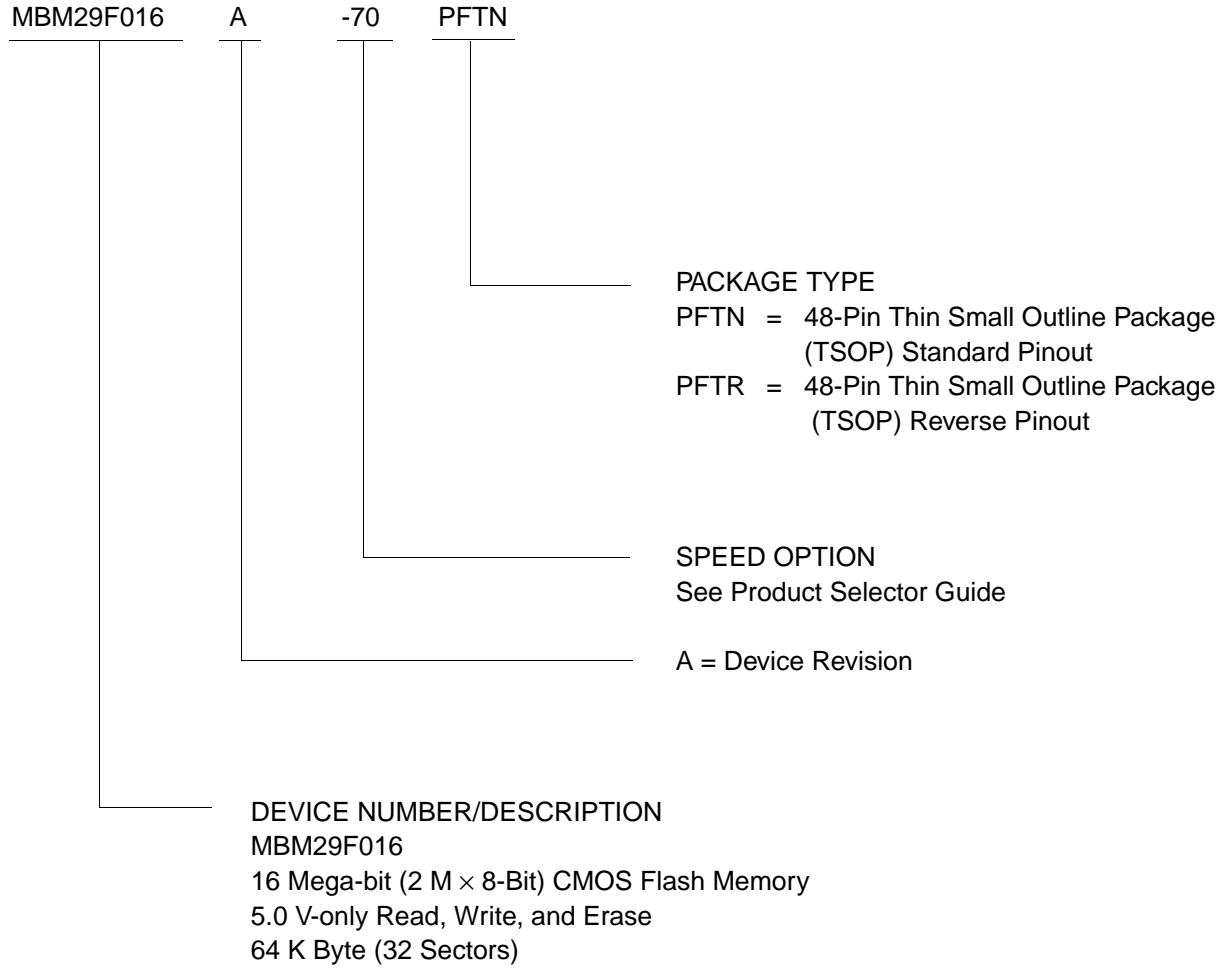 MBM29F016 A -70 PFTN
PACKAGE TYPE
PFTN = 48-Pin Thin Small Outline Package
(TSOP) Standard Pinout
PFTR = 48-Pin Thin Small Outline Package
(TSOP) Reverse Pinout
SPEED OPTION
See Product Selector Guide
A = Device Revision
DEVICE NUMBER/DESCRIPTION
MBM29F016
16 Mega-bit (2 M × 8-Bit) CMOS Flash Memory
5.0 V-only Read, Write, and Erase
64 K Byte (32 Sectors)